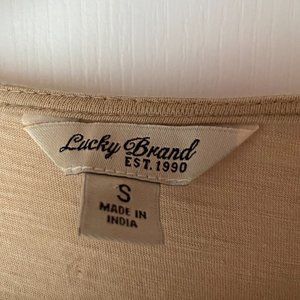 Lucky Brand
EST. 1990
S
MADE IN
INDIA